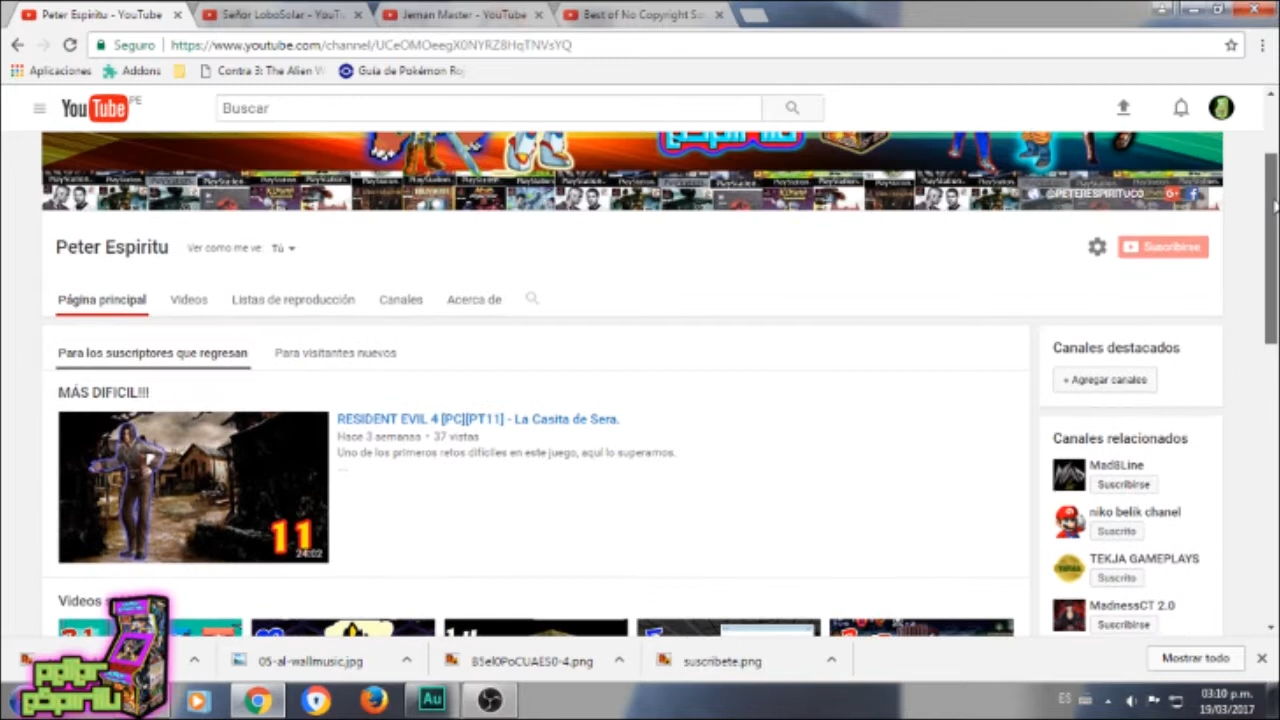 Peter Espiritu - YouTube
Señor LoboSolar - YouT
Jeman Master - YouTube
Best of No Copyright So
Seguro
https://www.youtube.com/channel/UCeOMOeegX0NYRZ8HqTNVsYQ
Aplicaciones
Addons
Contra 3: The Alien W
Guía de Pokémon Roj
YouTube PE
Buscar
@PETERESPIRITUCO
Peter Espiritu
Ver como me ve: Tú
Suscribirse
Página principal
Videos
Listas de reproducción
Canales
Acerca de
Para los suscriptores que regresan
Para visitantes nuevos
Canales destacados
+ Agregar canales
MÁS DIFICIL!!!
RESIDENT EVIL 4 [PC][PT11] - La Casita de Sera.
Hace 3 semanas • 37 vistas
Uno de los primeros retos difíciles en este juego, aquí lo superamos.
...
11
24:02
Canales relacionados
Mad8Line
Suscribirse
niko belik chanel
Suscrito
TEKJA GAMEPLAYS
Suscrito
MadnessCT 2.0
Suscribirse
Videos
05-al-wallmusic.jpg
85el0PoCUAES0-4.png
suscribete.png
Mostrar todo
peter
espiritu
Au
ES
03:10 p.m.
19/03/2017